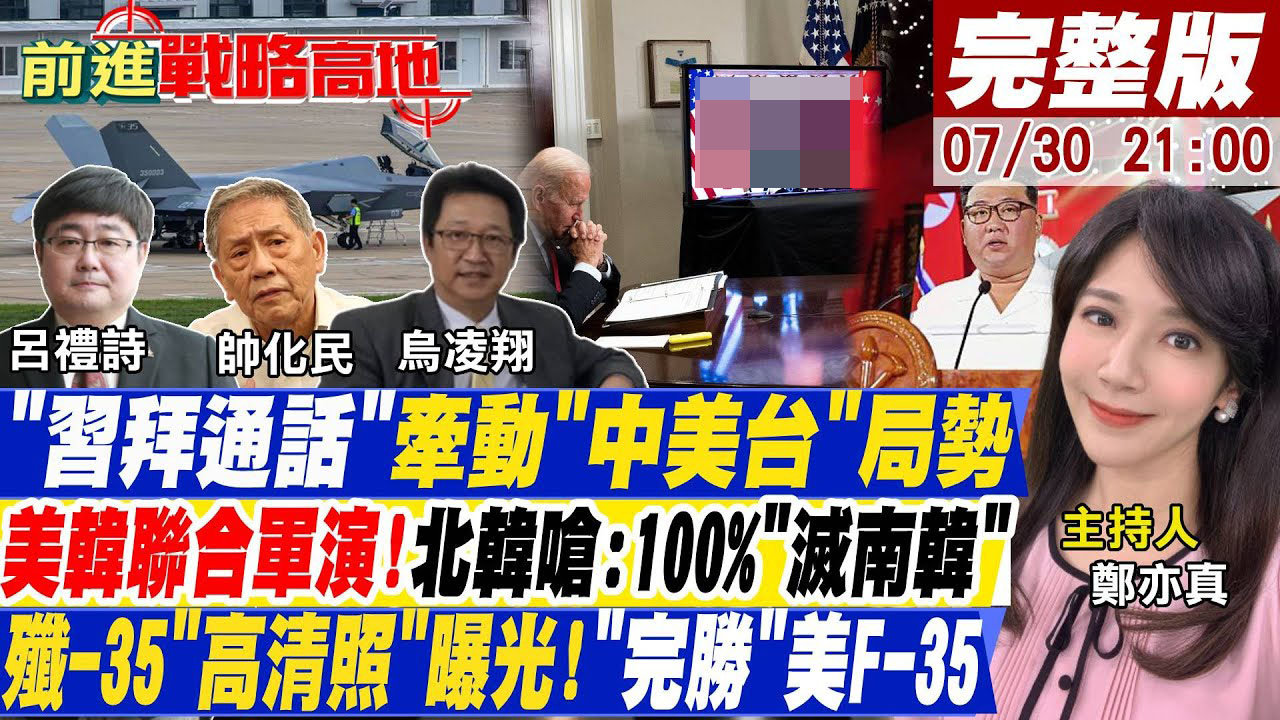 前進戰略高地
完整版
07/30 21:00
35
350003
呂禮詩
帥化民
烏凌翔
"習拜通話"牽動"中美台"局勢
美韓聯合軍演!北韓嗆:100%"滅南韓"
殲-35"高清照"曝光!"完勝"美F-35
主持人
鄭亦真